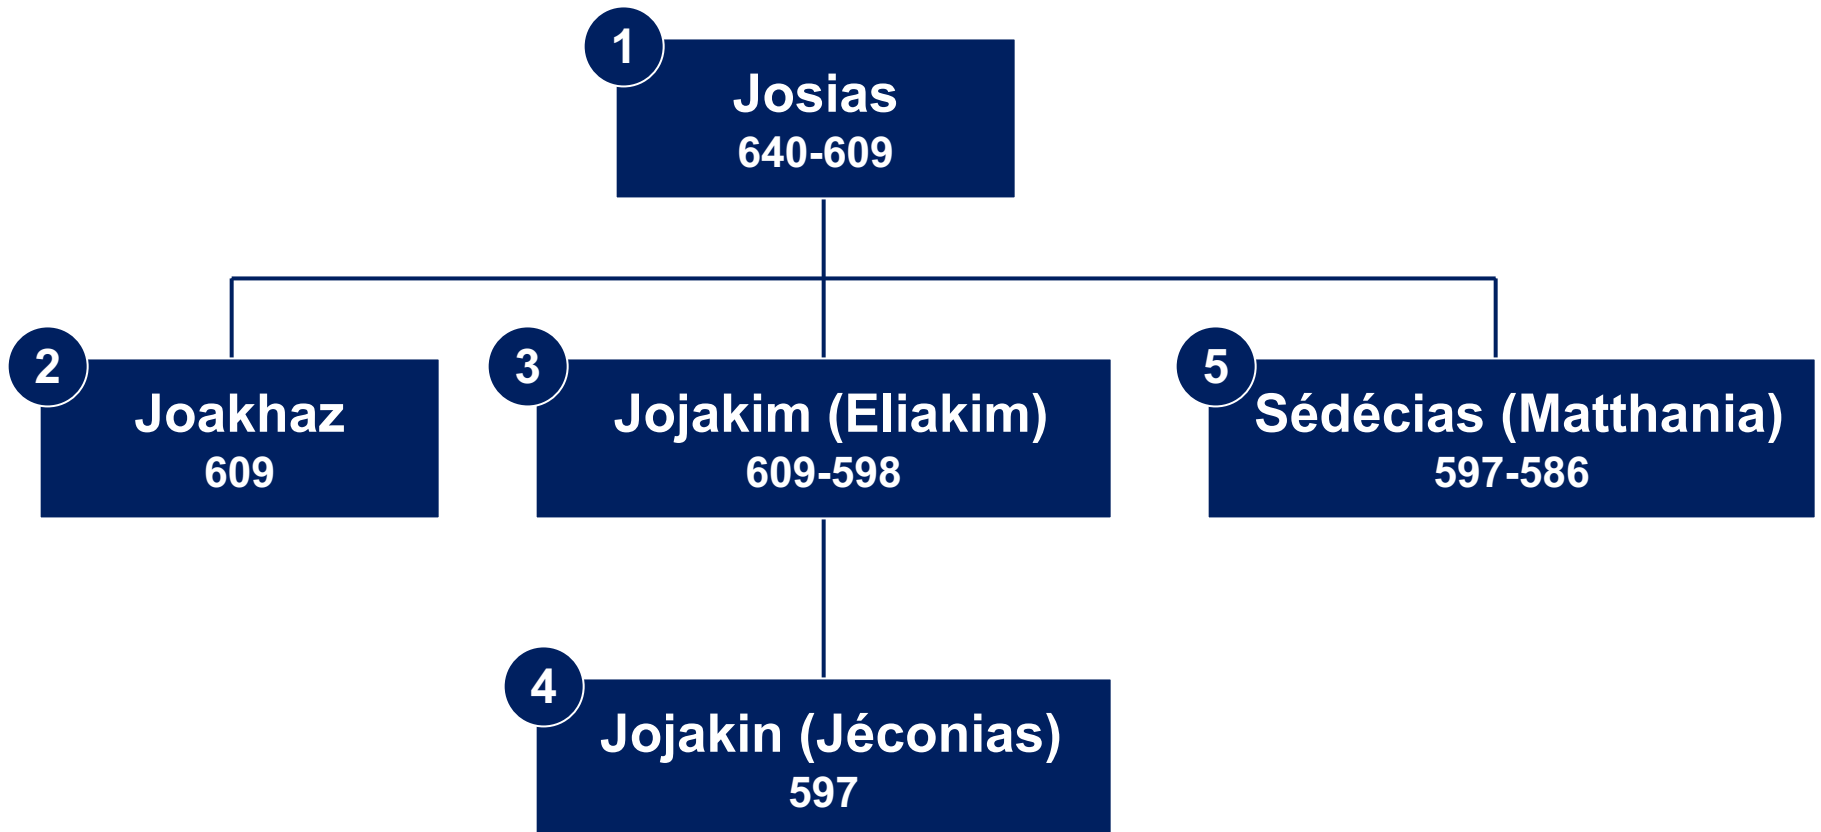 1
Josias
640-609
2
Joakhaz
609
3
Jojakim (Eliakim)
609-598
5
Sédécias (Matthania)
597-586
4
Jojakin (Jéconias)
597